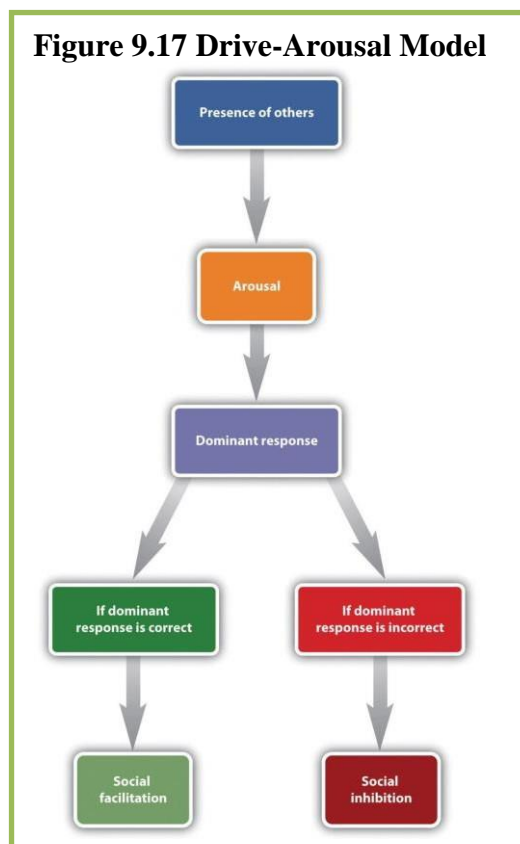 Figure 9.17 Drive-Arousal Model
Presence of others
Arousal
Dominant response
If dominant
response is correct
If dominant
response is incorrect
Social
facilitation
Social
inhibition